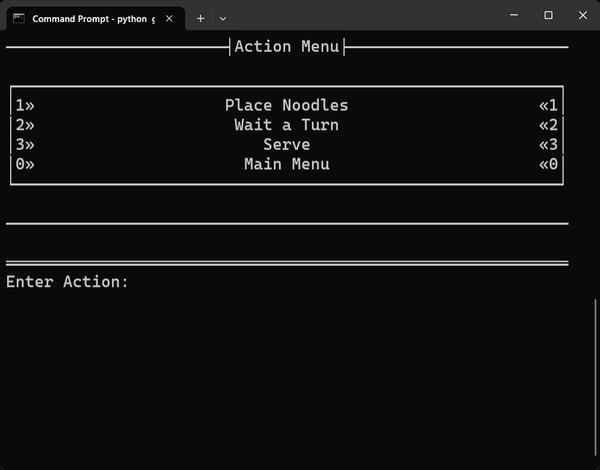 Command Prompt - python g
Action Menu
1» Place Noodles «1
2» Wait a Turn «2
3» Serve «3
0» Main Menu «0
Enter Action: